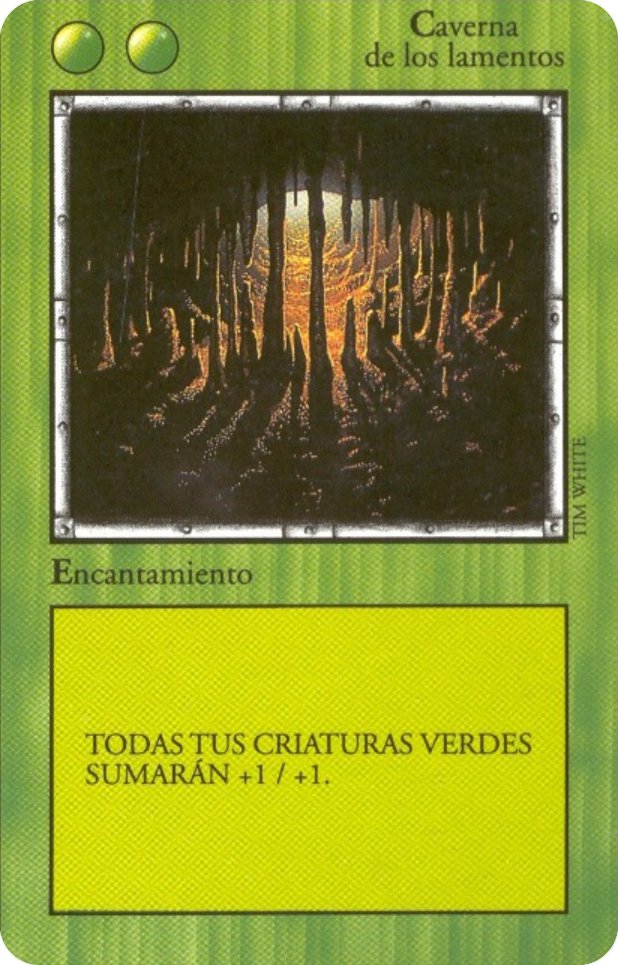 Caverna
de los lamentos
TIM WHITE
Encantamiento
TODAS TUS CRIATURAS VERDES
SUMARÁN +1 / +1.